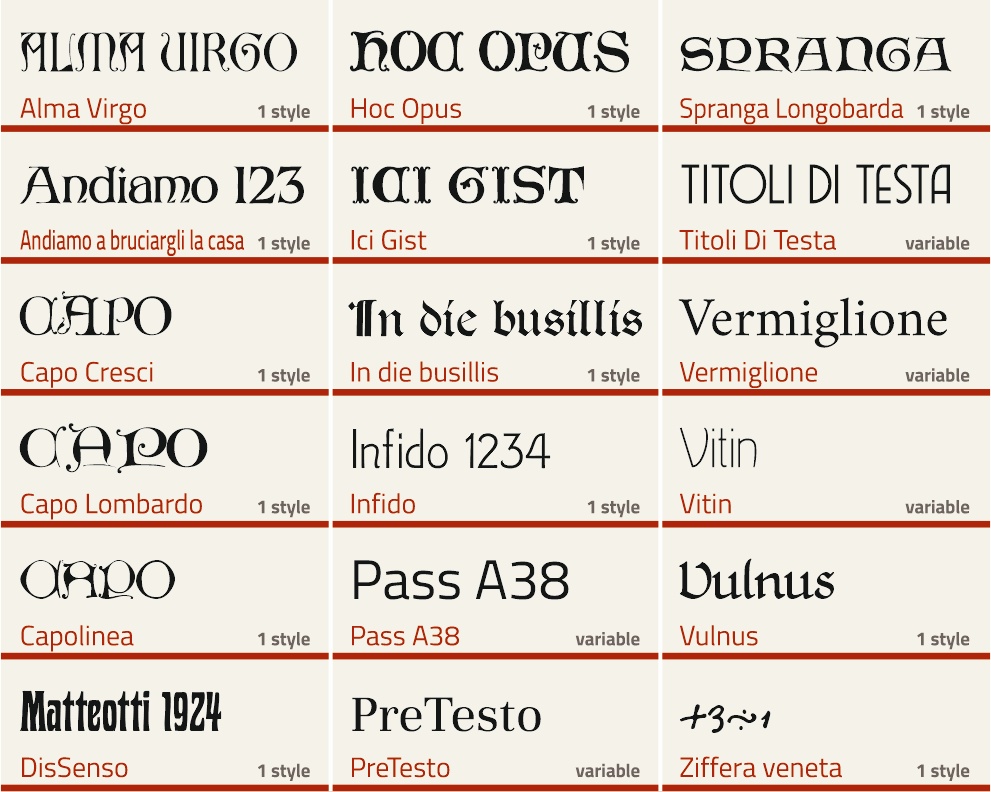 ALMA VIRGO
Alma Virgo 1 style
HOC OPUS
Hoc Opus 1 style
SPRANGA
Spranga Longobarda 1 style
Andiamo 123
Andiamo a bruciargli la casa 1 style
ICI GIST
Ici Gist 1 style
TITOLI DI TESTA
Titoli Di Testa variable
CAPO
Capo Cresci 1 style
In die busillis
In die busillis 1 style
Vermiglione
Vermiglione variable
CAPO
Capo Lombardo 1 style
Infido 1234
Infido 1 style
Vitin
Vitin variable
CAPO
Capolinea 1 style
Pass A38
Pass A38 variable
Vulnus
Vulnus 1 style
Matteotti 1924
DisSenso 1 style
PreTesto
PreTesto variable
Ziffera veneta 1 style